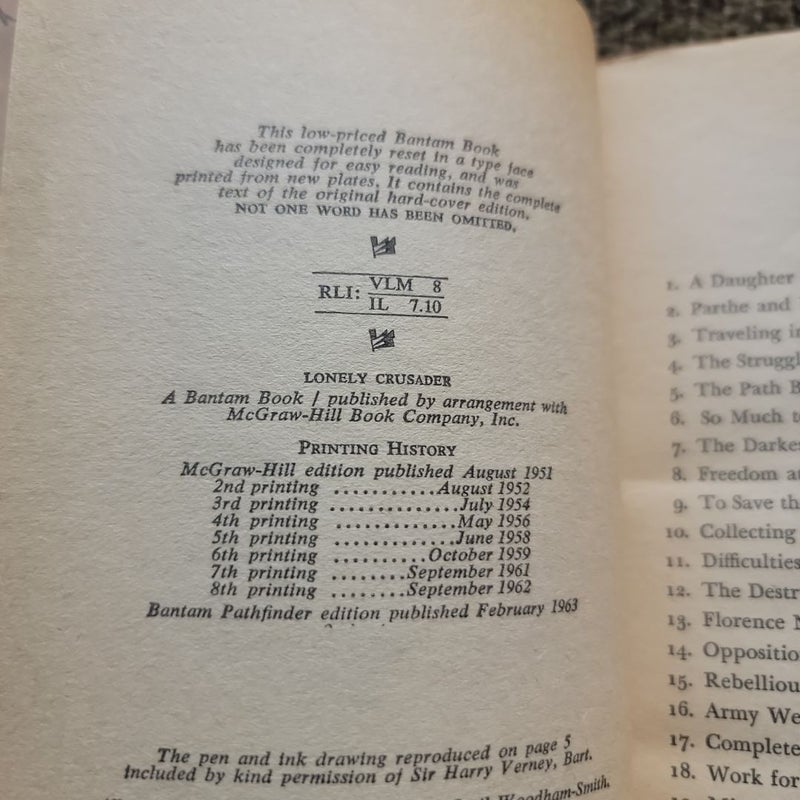 This low-priced Bantam Book
has been completely reset in a type face
designed for easy reading, and was
printed from new plates. It contains the complete
text of the original hard-cover edition.
NOT ONE WORD HAS BEEN OMITTED.
RLI: VLM 8
IL 7.10
LONELY CRUSADER
A Bantam Book / published by arrangement with
McGraw-Hill Book Company, Inc.
PRINTING HISTORY
McGraw-Hill edition published August 1951
2nd printing ...........August 1952
3rd printing .............July 1954
4th printing ............May 1956
5th printing ............June 1958
6th printing ..........October 1959
7th printing ........September 1961
8th printing ........September 1962
Bantam Pathfinder edition published February 1963
The pen and ink drawing reproduced on page 5
included by kind permission of Sir Harry Verney, Bart.
Woodham-Smith.
1. A Daughter
2. Parthe and
3. Traveling in
4. The Struggl
5. The Path B
6. So Much to
7. The Darkes
8. Freedom an
9. To Save th
10. Collecting
11. Difficulties
12. The Destr
13. Florence N
14. Oppositio
15. Rebelliou
16. Army We
17. Complete
18. Work for